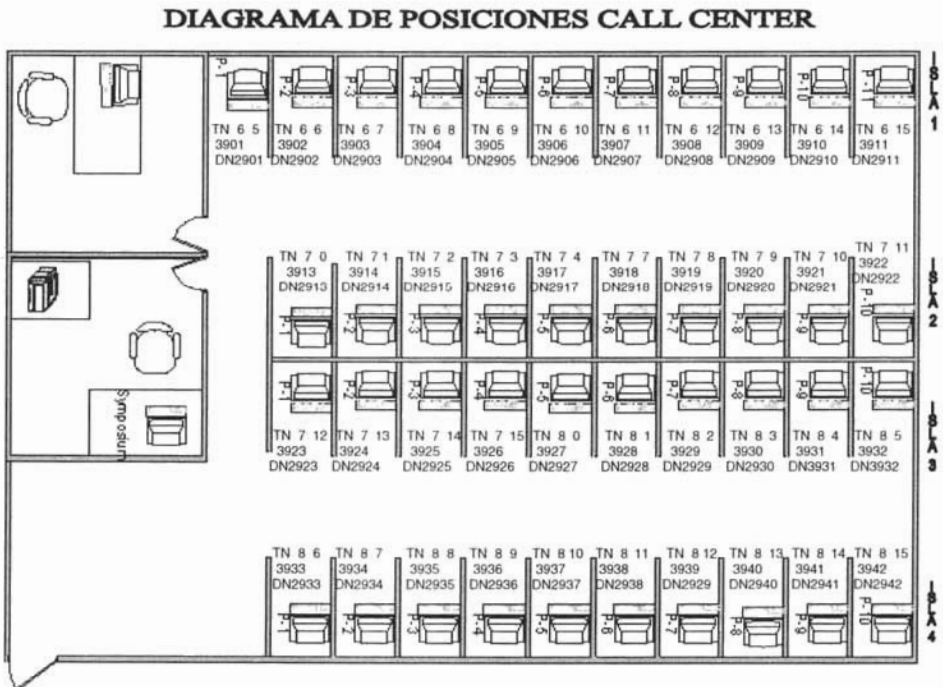 DIAGRAMA DE POSICIONES CALL CENTER
P-1 P-2 P-3 P-4 P-5 P-6 P-7 P-8 P-9 P-10 P-11
ISLA 1
TN 6 5 TN 6 6 TN 6 7 TN 6 8 TN 6 9 TN 6 10 TN 6 11 TN 6 12 TN 6 13 TN 6 14 TN 6 15
3901 3902 3903 3904 3905 3906 3907 3908 3909 3910 3911
DN2901 DN2902 DN2903 DN2904 DN2905 DN2906 DN2907 DN2908 DN2909 DN2910 DN2911
TN 7 0 TN 7 1 TN 7 2 TN 7 3 TN 7 4 TN 7 7 TN 7 8 TN 7 9 TN 7 10 TN 7 11
3913 3914 3915 3916 3917 3918 3919 3920 3921 3922
DN2913 DN2914 DN2915 DN2916 DN2917 DN2918 DN2919 DN2920 DN2921 DN2922
ISLA 2
P-1 P-2 P-3 P-4 P-5 P-6 P-7 P-8 P-9 P-10
P-1 P-2 P-3 P-4 P-5 P-6 P-7 P-8 P-9 P-10
Symposium
TN 7 12 TN 7 13 TN 7 14 TN 7 15 TN 8 0 TN 8 1 TN 8 2 TN 8 3 TN 8 4 TN 8 5
3923 3924 3925 3926 3927 3928 3929 3930 3931 3932
DN2923 DN2924 DN2925 DN2926 DN2927 DN2928 DN2929 DN2930 DN3931 DN3932
ISLA 3
TN 8 6 TN 8 7 TN 8 8 TN 8 9 TN 8 10 TN 8 11 TN 8 12 TN 8 13 TN 8 14 TN 8 15
3933 3934 3935 3936 3937 3938 3939 3940 3941 3942
DN2933 DN2934 DN2935 DN2936 DN2937 DN2938 DN2929 DN2940 DN2941 DN2942
P-1 P-2 P-3 P-4 P-5 P-6 P-7 P-8 P-9 P-10
ISLA 4